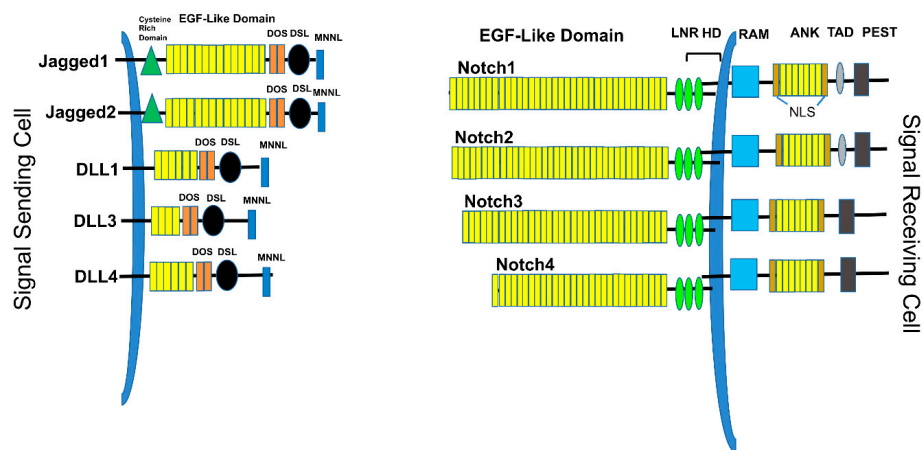 Cysteine
Rich
Domain
EGF-Like Domain
DOS DSL
MNNL
Jagged1
DOS DSL
MNNL
Jagged2
DOS DSL
MNNL
DLL1
DOS DSL
MNNL
DLL3
DOS DSL
MNNL
DLL4
Signal Sending Cell
EGF-Like Domain
LNR HD
RAM
ANK
TAD
PEST
Notch1
NLS
Notch2
Notch3
Notch4
Signal Receiving Cell